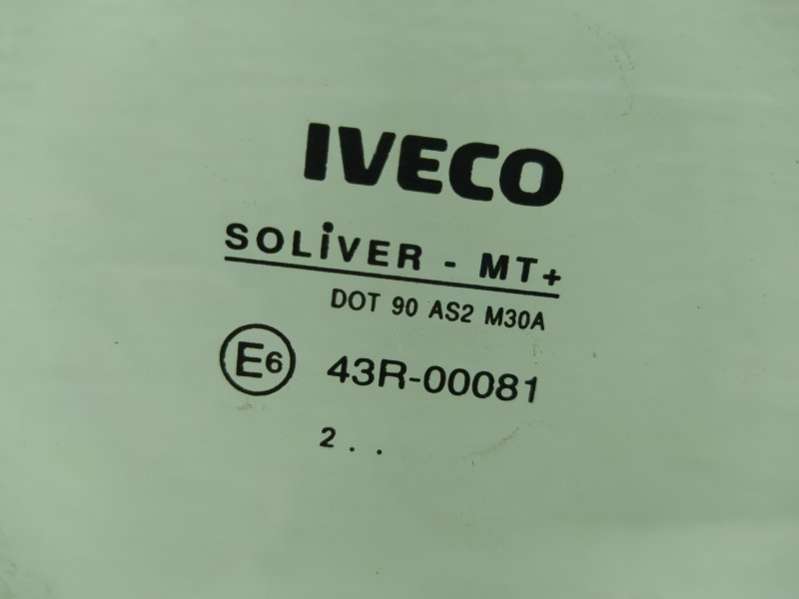 IVECO
SOLiVER - MT+
DOT 90 AS2 M30A
E6 43R-00081
2 . .